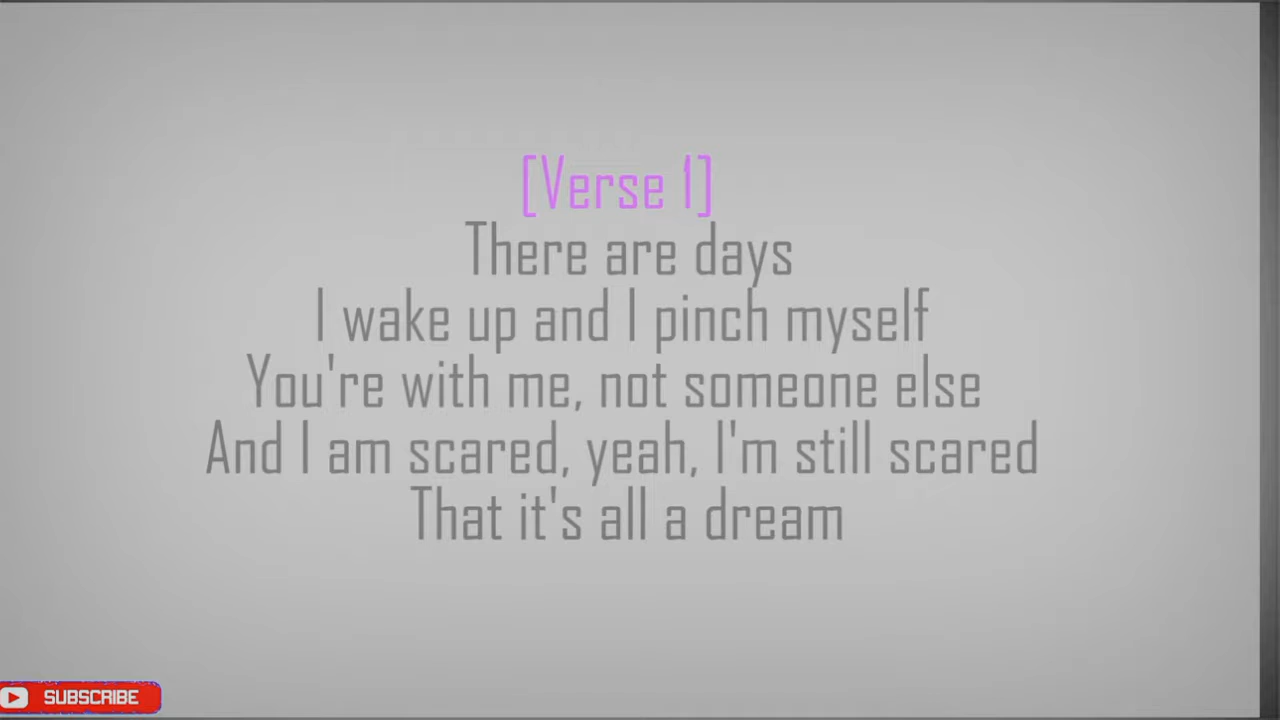 [Verse 1]
There are days
I wake up and I pinch myself
You're with me, not someone else
And I am scared, yeah, I'm still scared
That it's all a dream
SUBSCRIBE